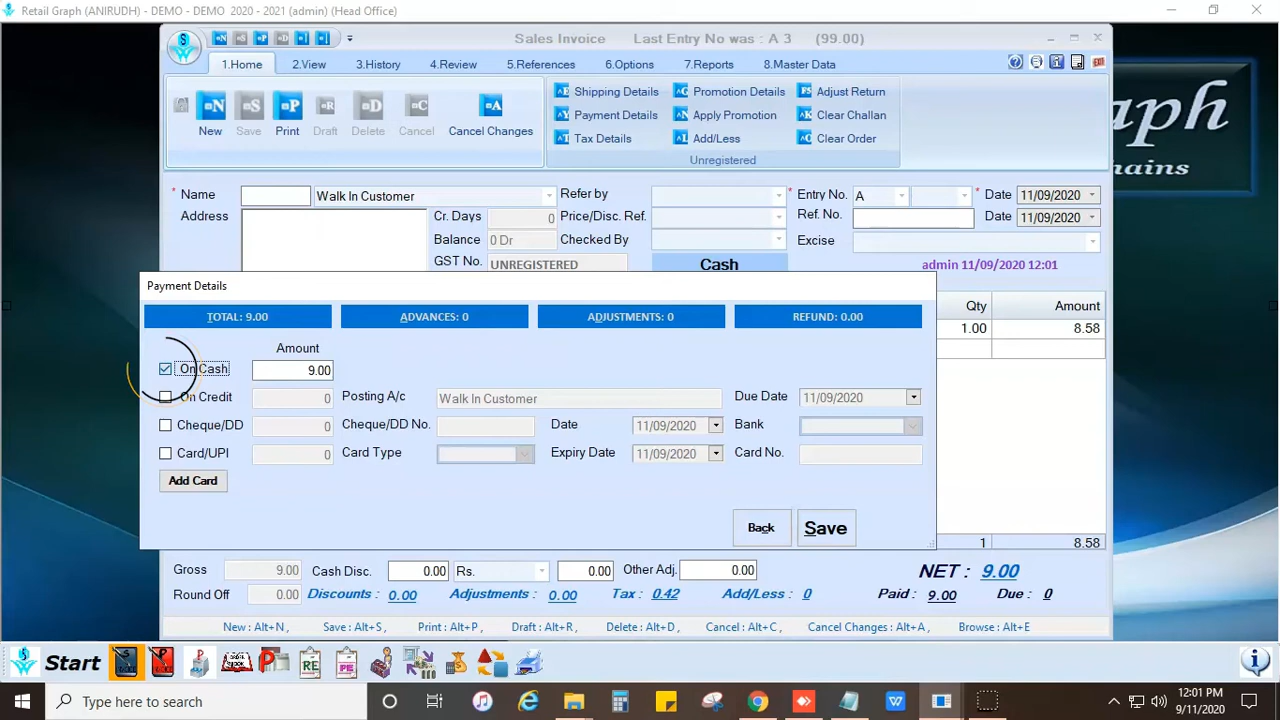 Retail Graph (ANIRUDH) - DEMO - DEMO 2020 - 2021 (admin) (Head Office)
Sales Invoice Last Entry No was : A 3 (99.00)
1.Home 2.View 3.History 4.Review 5.References 6.Options 7.Reports 8.Master Data
New Save Print Draft Delete Cancel Cancel Changes
Shipping Details Promotion Details Adjust Return
Payment Details Apply Promotion Clear Challan
Tax Details Add/Less Clear Order
Unregistered
aph
hains
* Name Walk In Customer Refer by * Entry No. A * Date 11/09/2020
Address Cr. Days 0 Price/Disc. Ref. Ref. No. Date 11/09/2020
Balance 0 Dr Checked By Excise
GST No. UNREGISTERED Cash admin 11/09/2020 12:01
Payment Details
TOTAL: 9.00 ADVANCES: 0 ADJUSTMENTS: 0 REFUND: 0.00
Qty Amount
1.00 8.58
Amount
On Cash 9.00
On Credit 0 Posting A/c Walk In Customer Due Date 11/09/2020
Cheque/DD 0 Cheque/DD No. Date 11/09/2020 Bank
Card/UPI 0 Card Type Expiry Date 11/09/2020 Card No.
Add Card
Back Save
1 8.58
Gross 9.00 Cash Disc. 0.00 Rs. 0.00 Other Adj. 0.00 NET : 9.00
Round Off 0.00 Discounts : 0.00 Adjustments : 0.00 Tax : 0.42 Add/Less : 0 Paid : 9.00 Due : 0
New : Alt+N , Save : Alt+S , Print : Alt+P , Draft : Alt+R , Delete : Alt+D , Cancel : Alt+C , Cancel Changes : Alt+A , Browse : Alt+E
Start
Type here to search
12:01 PM
9/11/2020